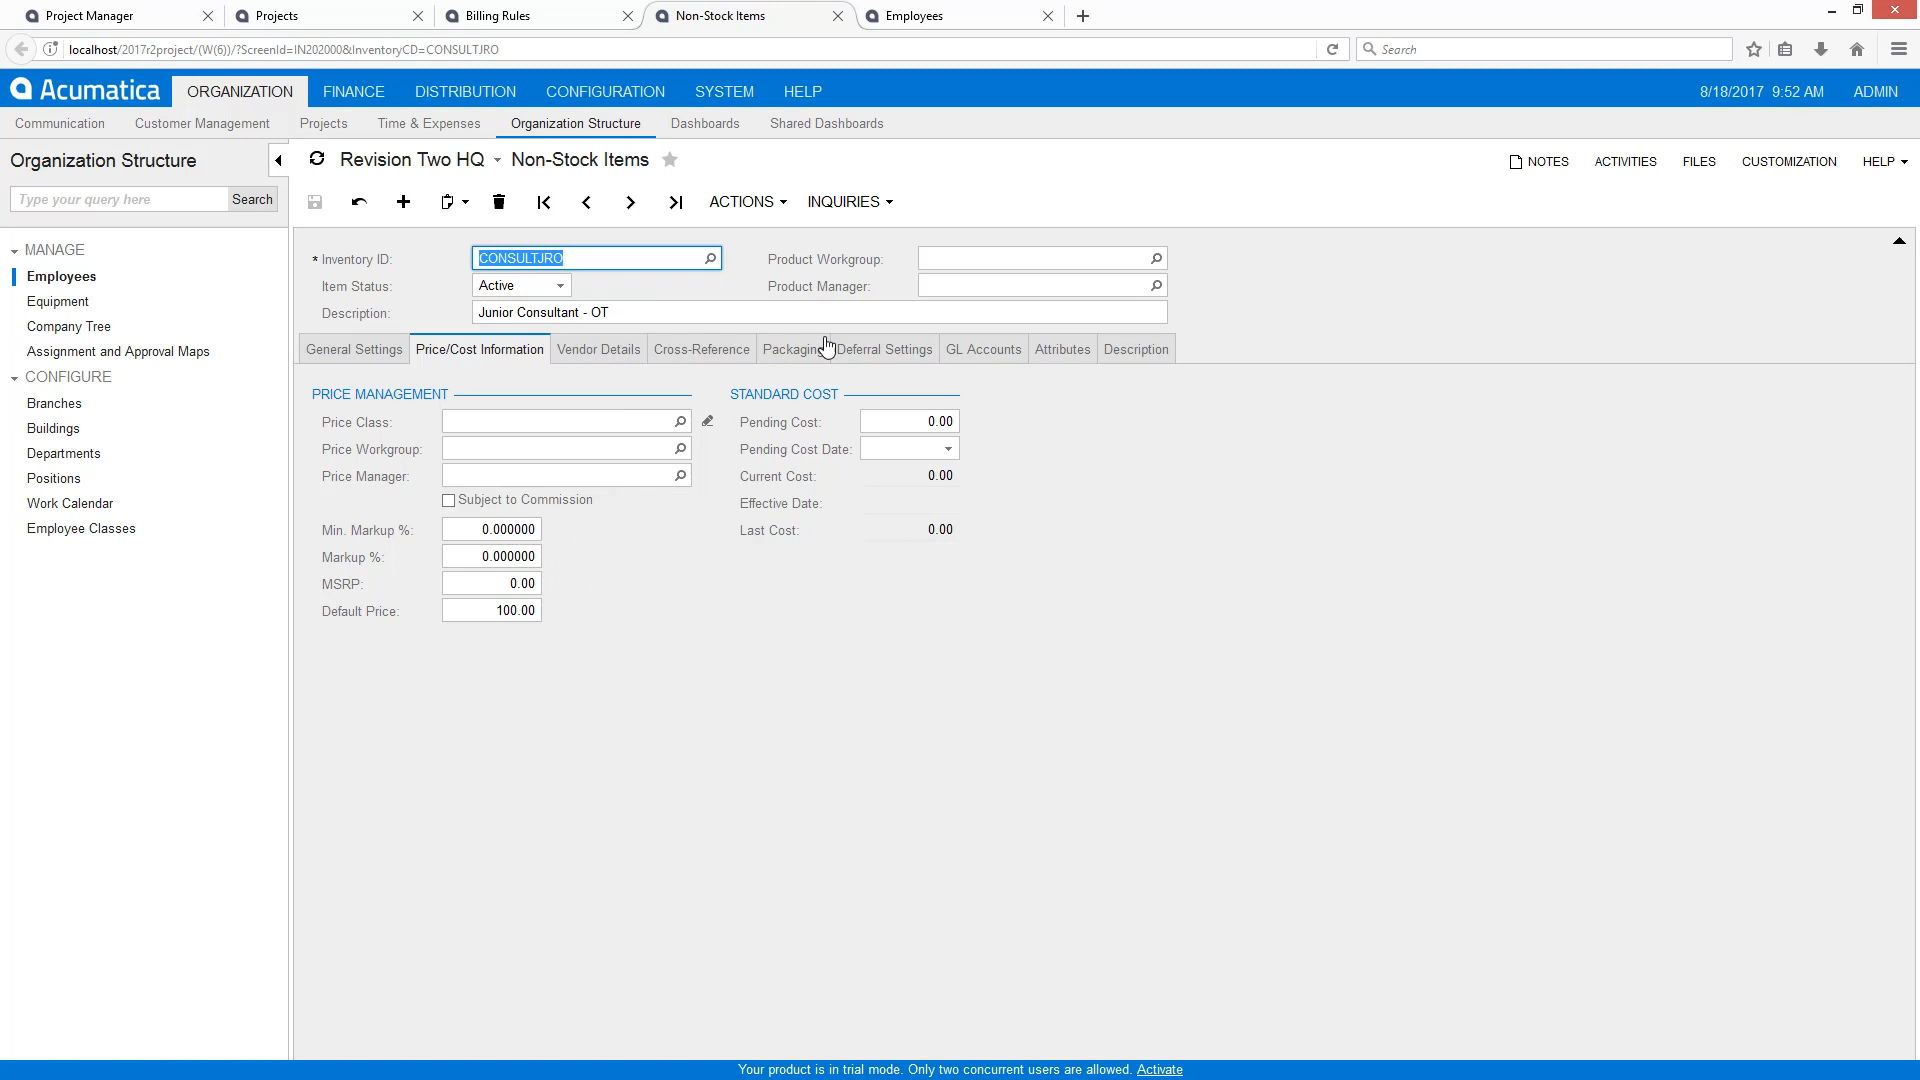 Project Manager
Projects
Billing Rules
Non-Stock Items
Employees
localhost/2017r2project/(W(6))/?ScreenId=IN202000&InventoryCD=CONSULTJRO
Search
Acumatica
ORGANIZATION
FINANCE
DISTRIBUTION
CONFIGURATION
SYSTEM
HELP
8/18/2017 9:52 AM
ADMIN
Communication
Customer Management
Projects
Time & Expenses
Organization Structure
Dashboards
Shared Dashboards
Organization Structure
Revision Two HQ
Non-Stock Items
NOTES
ACTIVITIES
FILES
CUSTOMIZATION
HELP
Type your query here
Search
ACTIONS
INQUIRIES
MANAGE
Employees
Equipment
Company Tree
Assignment and Approval Maps
CONFIGURE
Branches
Buildings
Departments
Positions
Work Calendar
Employee Classes
* Inventory ID: CONSULTJRO
Product Workgroup:
Item Status: Active
Product Manager:
Description: Junior Consultant - OT
General Settings
Price/Cost Information
Vendor Details
Cross-Reference
Packaging
Deferral Settings
GL Accounts
Attributes
Description
PRICE MANAGEMENT
Price Class:
Price Workgroup:
Price Manager:
Subject to Commission
Min. Markup %: 0.000000
Markup %: 0.000000
MSRP: 0.00
Default Price: 100.00
STANDARD COST
Pending Cost: 0.00
Pending Cost Date:
Current Cost: 0.00
Effective Date:
Last Cost: 0.00
Your product is in trial mode. Only two concurrent users are allowed. Activate